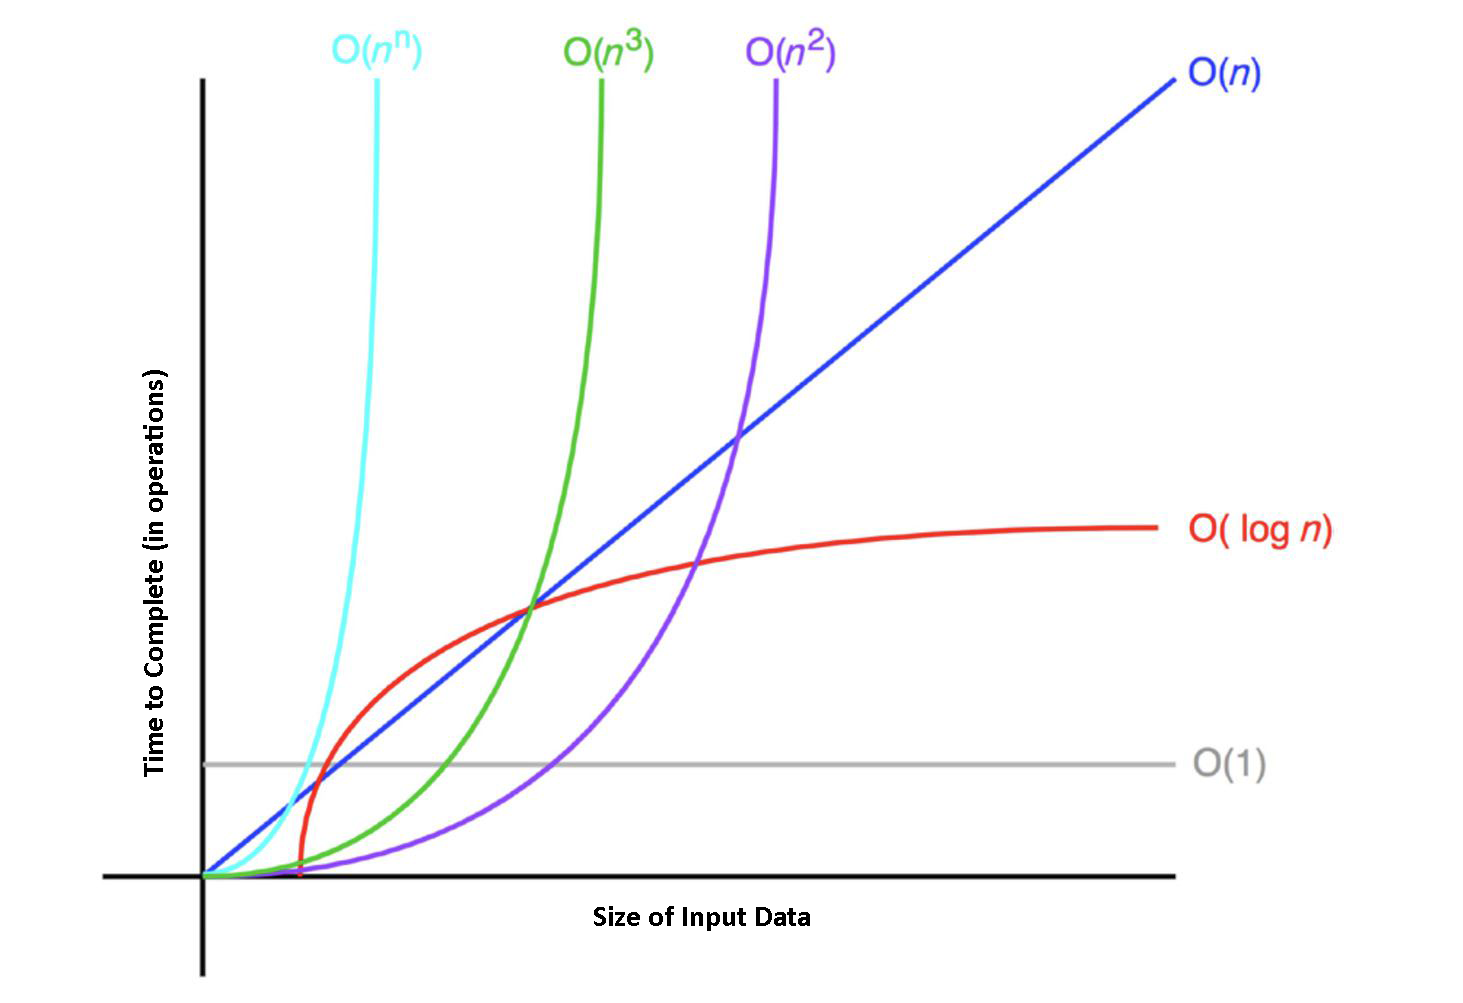 O(nⁿ)
O(n³)
O(n²)
O(n)
Time to Complete (in operations)
O( log n)
O(1)
Size of Input Data